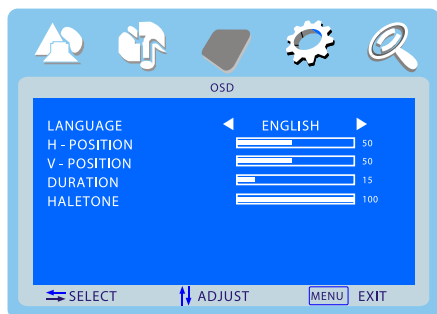 OSD
LANGUAGE ENGLISH
H - POSITION 50
V - POSITION 50
DURATION 15
HALETONE 100
SELECT ADJUST MENU EXIT